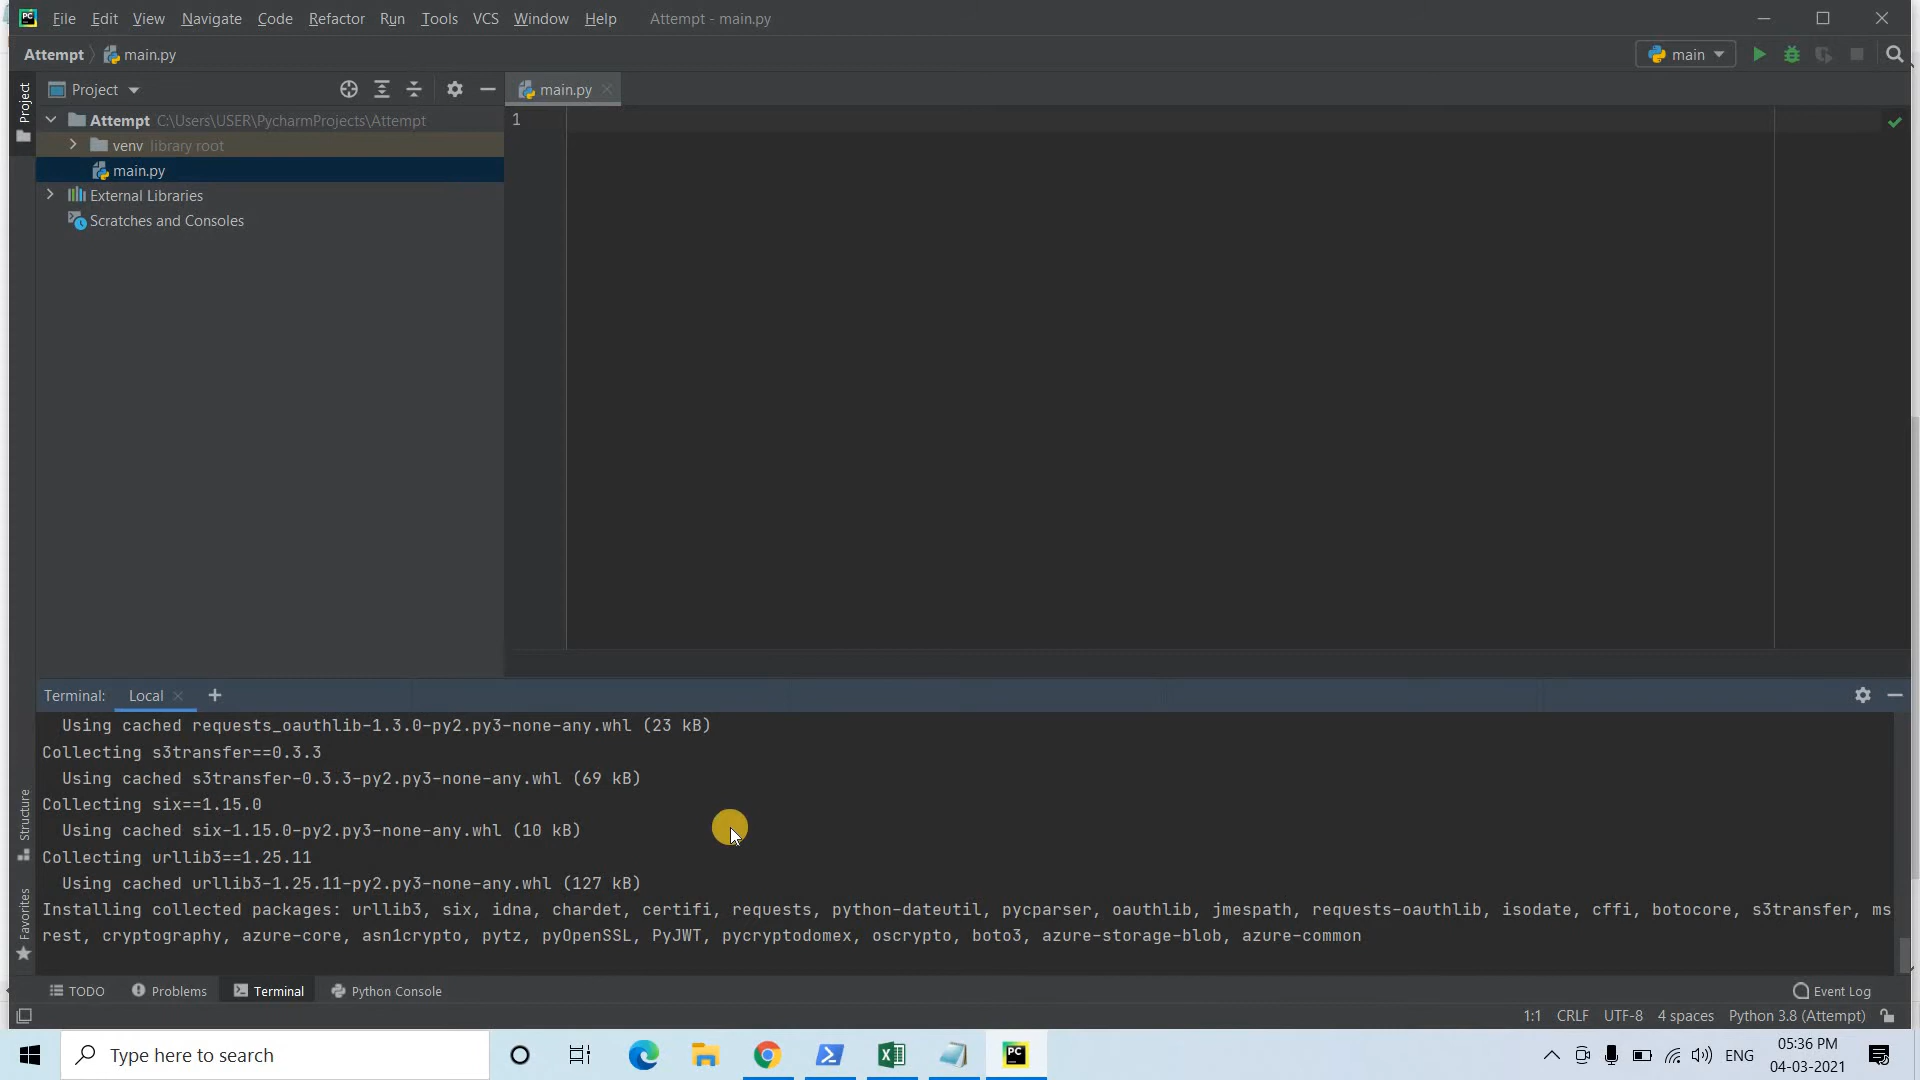 PC File Edit View Navigate Code Refactor Run Tools VCS Window Help Attempt - main.py
Attempt main.py main
Project Project main.py
Attempt C:\Users\USER\PycharmProjects\Attempt 1
venv library root
main.py
External Libraries
Scratches and Consoles
Terminal: Local
Using cached requests_oauthlib-1.3.0-py2.py3-none-any.whl (23 kB)
Collecting s3transfer==0.3.3
Using cached s3transfer-0.3.3-py2.py3-none-any.whl (69 kB)
Collecting six==1.15.0
Using cached six-1.15.0-py2.py3-none-any.whl (10 kB)
Collecting urllib3==1.25.11
Using cached urllib3-1.25.11-py2.py3-none-any.whl (127 kB)
Installing collected packages: urllib3, six, idna, chardet, certifi, requests, python-dateutil, pycparser, oauthlib, jmespath, requests-oauthlib, isodate, cffi, botocore, s3transfer, ms
rest, cryptography, azure-core, asn1crypto, pytz, pyOpenSSL, PyJWT, pycryptodomex, oscrypto, boto3, azure-storage-blob, azure-common
Structure
Favorites
TODO Problems Terminal Python Console Event Log
1:1 CRLF UTF-8 4 spaces Python 3.8 (Attempt)
Type here to search PC ENG 05:36 PM
04-03-2021